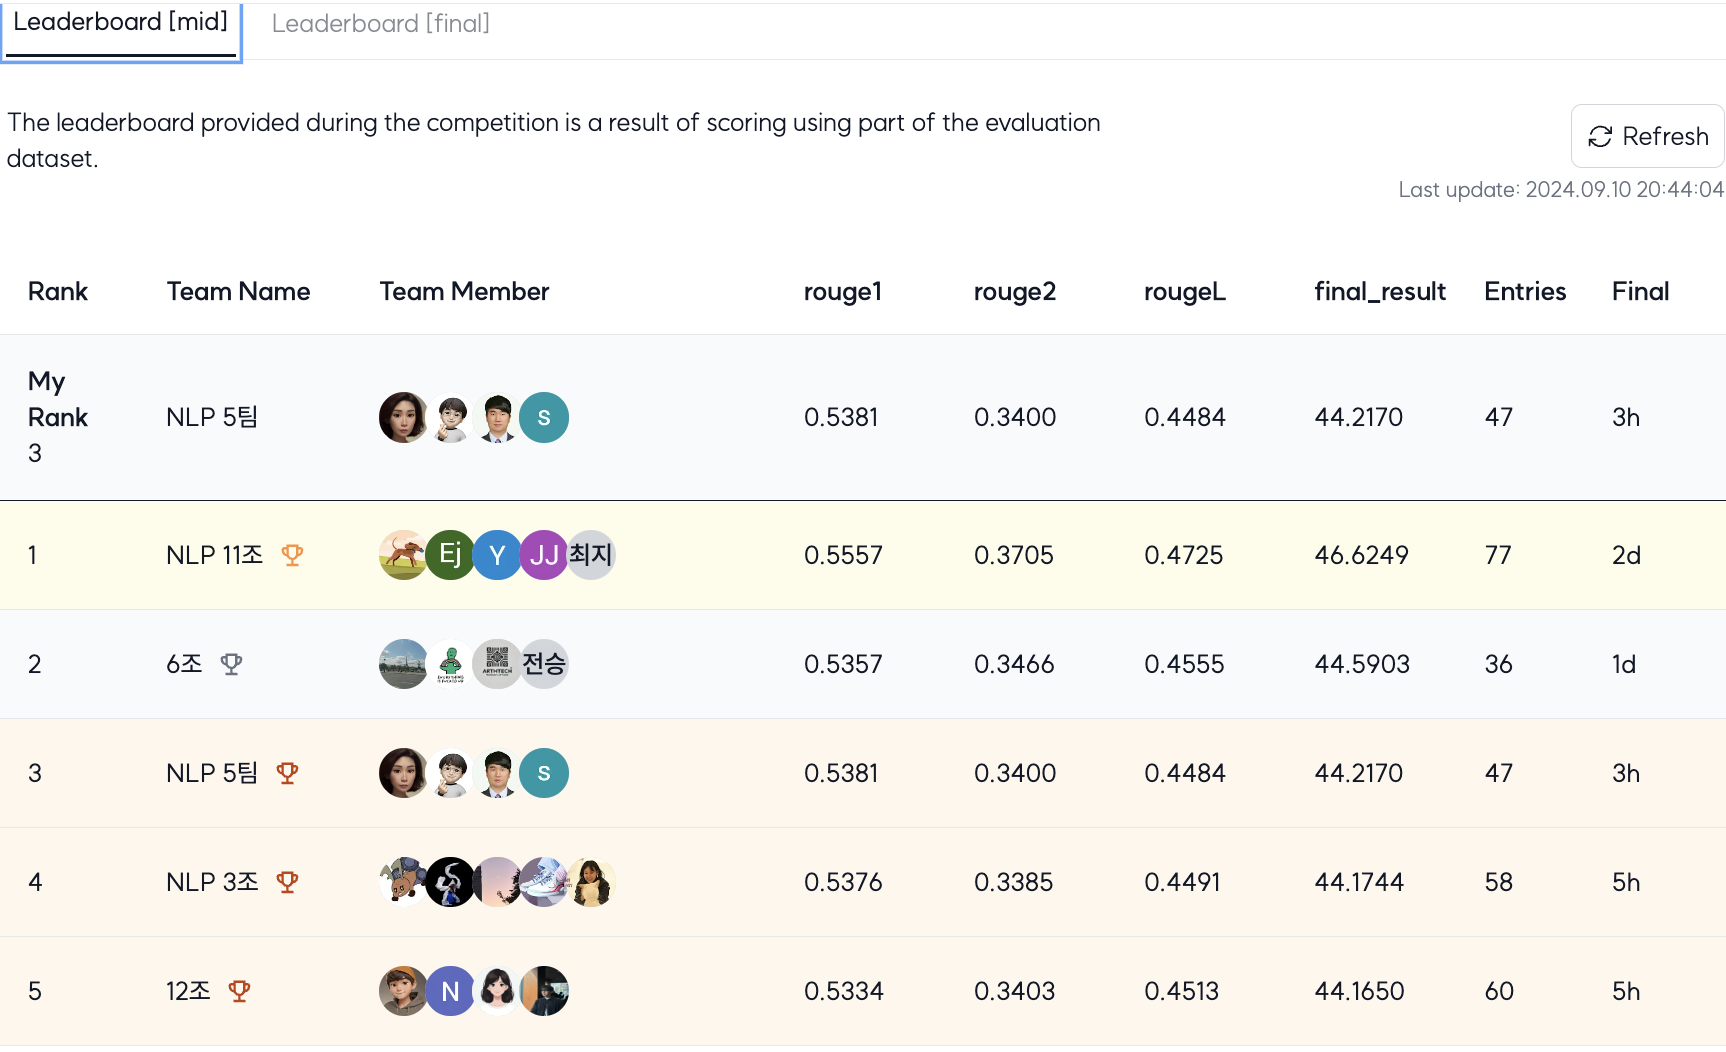 Leaderboard [mid] Leaderboard [final]
The leaderboard provided during the competition is a result of scoring using part of the evaluation
dataset.
Refresh
Last update: 2024.09.10 20:44:04
Rank Team Name Team Member rouge1 rouge2 rougeL final_result Entries Final
My
Rank
3
NLP 5팀 S 0.5381 0.3400 0.4484 44.2170 47 3h
1 NLP 11조 Ej Y JJ 최지 0.5557 0.3705 0.4725 46.6249 77 2d
2 6조 ARTMTECH 전승 0.5357 0.3466 0.4555 44.5903 36 1d
3 NLP 5팀 S 0.5381 0.3400 0.4484 44.2170 47 3h
4 NLP 3조 0.5376 0.3385 0.4491 44.1744 58 5h
5 12조 N 0.5334 0.3403 0.4513 44.1650 60 5h